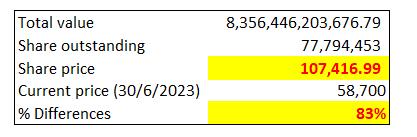 Total value 8,356,446,203,676.79
Share outstanding 77,794,453
Share price 107,416.99
Current price (30/6/2023) 58,700
% Differences 83%